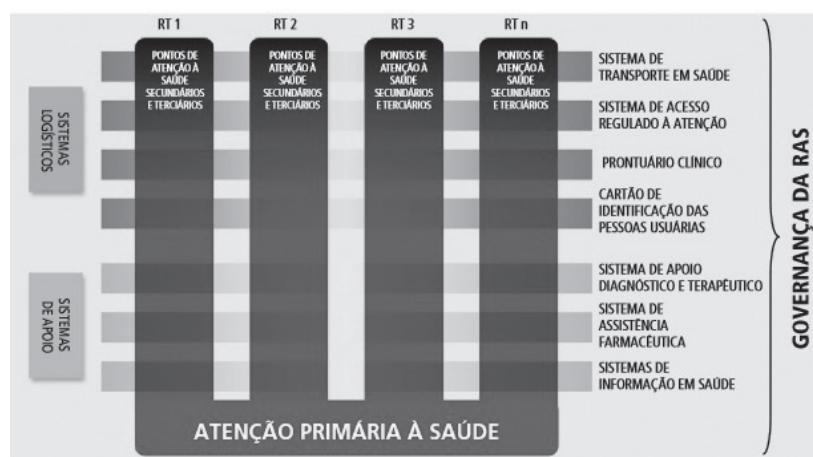 RT 1
RT 2
RT 3
RT n
PONTOS DE
ATENÇÃO À
SAÚDE
SECUNDÁRIOS
E TERCIÁRIOS
PONTOS DE
ATENÇÃO À
SAÚDE
SECUNDÁRIOS
E TERCIÁRIOS
PONTOS DE
ATENÇÃO À
SAÚDE
SECUNDÁRIOS
E TERCIÁRIOS
PONTOS DE
ATENÇÃO À
SAÚDE
SECUNDÁRIOS
E TERCIÁRIOS
SISTEMAS
LOGÍSTICOS
SISTEMA DE
TRANSPORTE EM SAÚDE
SISTEMA DE ACESSO
REGULADO À ATENÇÃO
PRONTUÁRIO CLÍNICO
CARTÃO DE
IDENTIFICAÇÃO DAS
PESSOAS USUÁRIAS
SISTEMAS
DE APOIO
SISTEMA DE APOIO
DIAGNÓSTICO E TERAPÊUTICO
SISTEMA DE
ASSISTÊNCIA
FARMACÊUTICA
SISTEMAS DE
INFORMAÇÃO EM SAÚDE
GOVERNANÇA DA RAS
ATENÇÃO PRIMÁRIA À SAÚDE